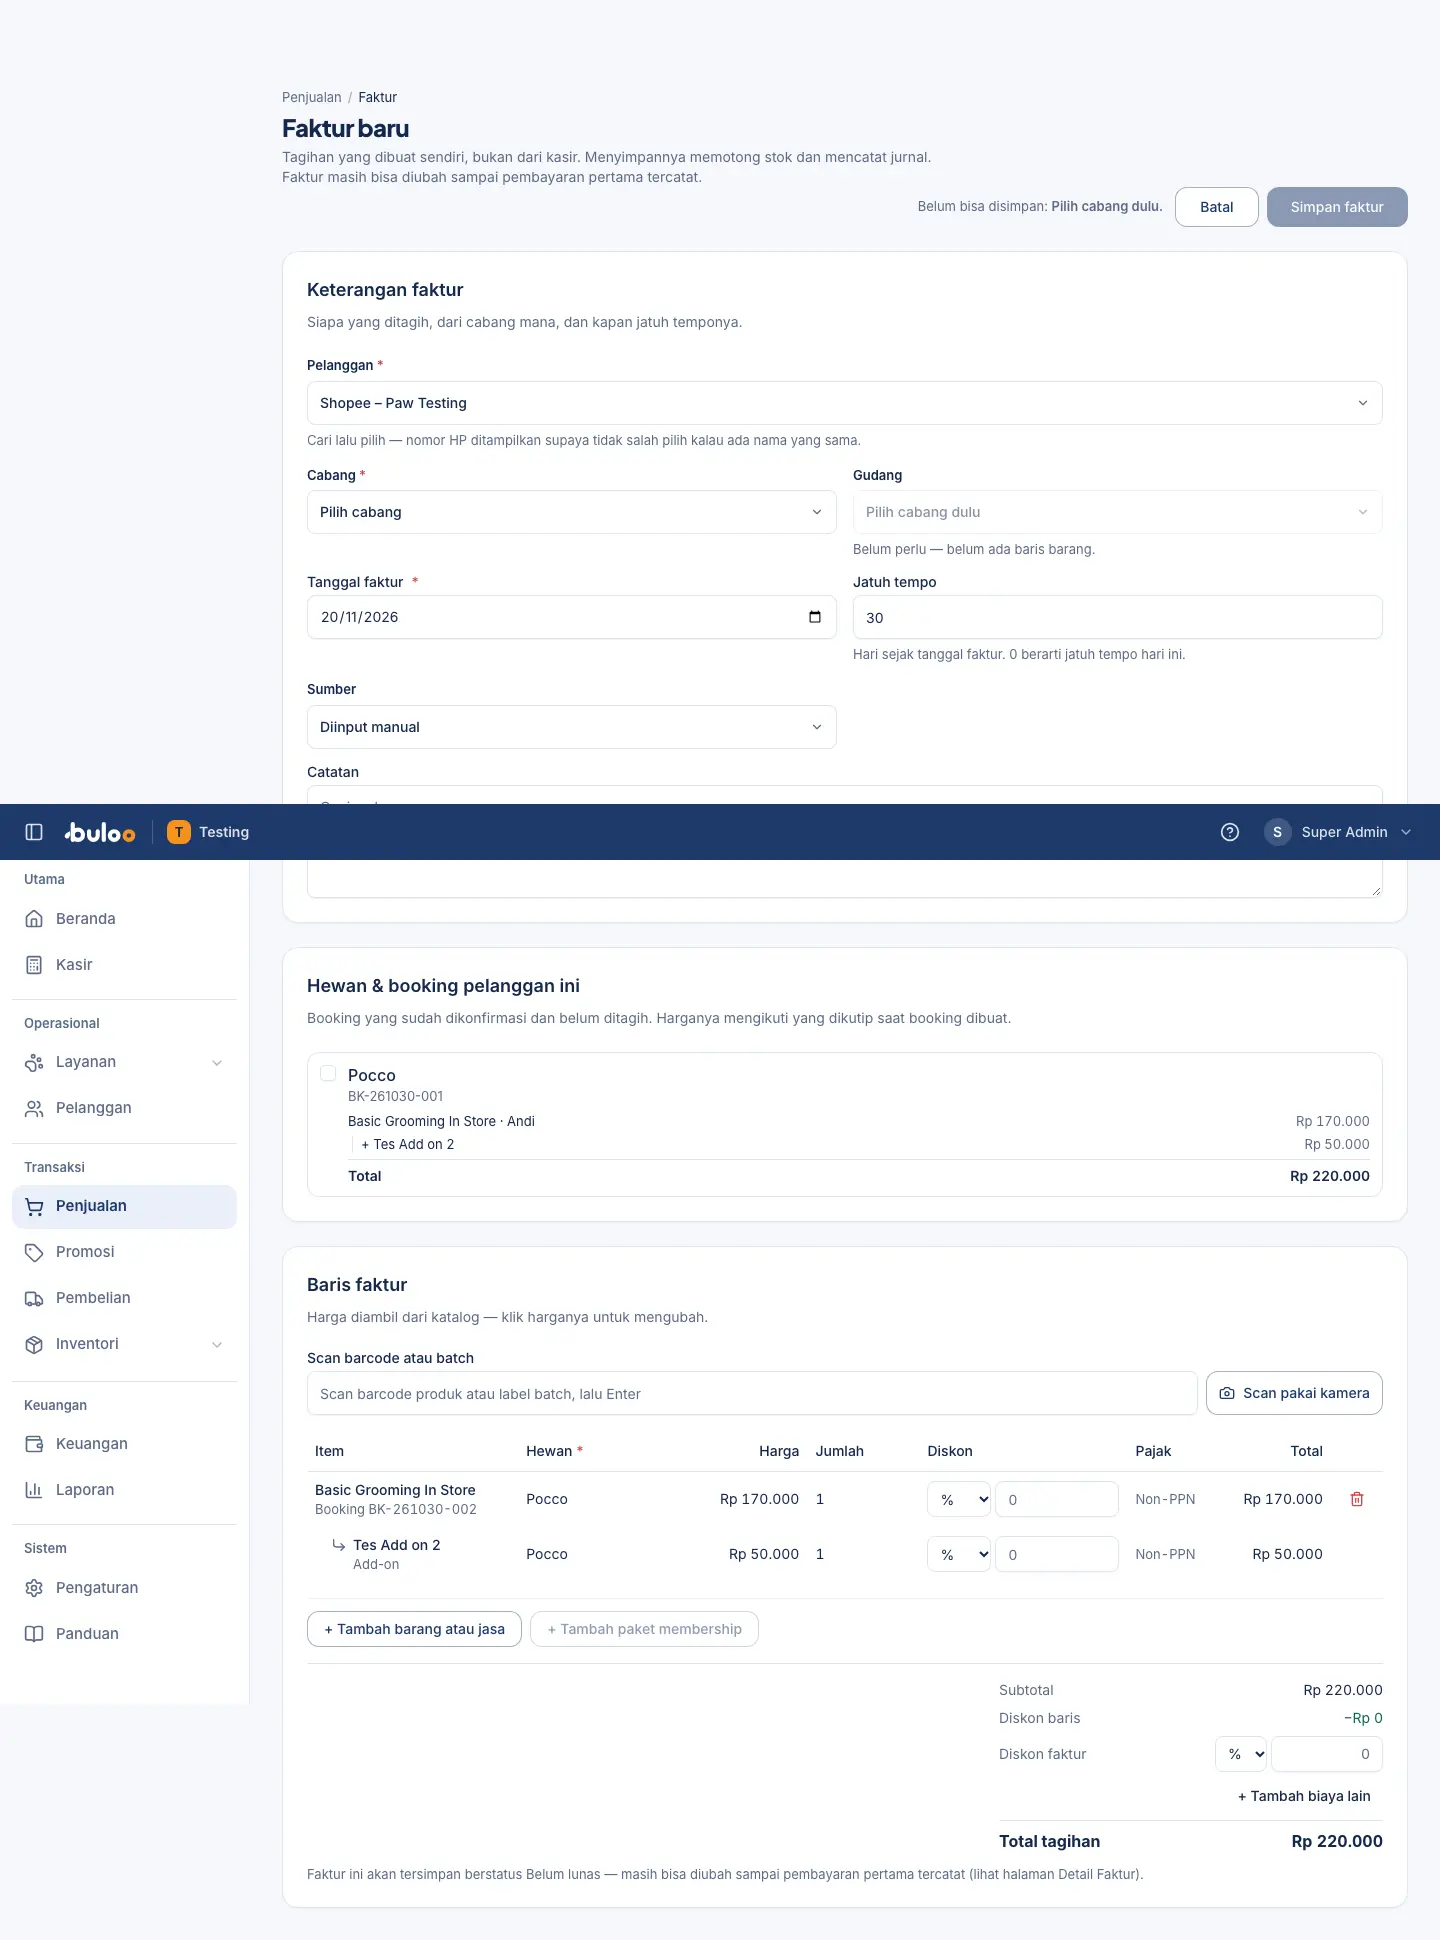 Penjualan / Faktur
Faktur baru
Tagihan yang dibuat sendiri, bukan dari kasir. Menyimpannya memotong stok dan mencatat jurnal.
Faktur masih bisa diubah sampai pembayaran pertama tercatat.
Belum bisa disimpan: Pilih cabang dulu.
Batal
Simpan faktur
Keterangan faktur
Siapa yang ditagih, dari cabang mana, dan kapan jatuh temponya.
Pelanggan *
Shopee – Paw Testing
Cari lalu pilih — nomor HP ditampilkan supaya tidak salah pilih kalau ada nama yang sama.
Cabang *
Gudang
Pilih cabang
Pilih cabang dulu
Belum perlu — belum ada baris barang.
Tanggal faktur *
Jatuh tempo
20/11/2026
30
Hari sejak tanggal faktur. 0 berarti jatuh tempo hari ini.
Sumber
Diinput manual
Catatan
buloo
T Testing
S Super Admin
Utama
Beranda
Kasir
Operasional
Layanan
Pelanggan
Transaksi
Penjualan
Promosi
Pembelian
Inventori
Keuangan
Keuangan
Laporan
Sistem
Pengaturan
Panduan
Hewan & booking pelanggan ini
Booking yang sudah dikonfirmasi dan belum ditagih. Harganya mengikuti yang dikutip saat booking dibuat.
Pocco
BK-261030-001
Basic Grooming In Store · Andi Rp 170.000
+ Tes Add on 2 Rp 50.000
Total Rp 220.000
Baris faktur
Harga diambil dari katalog — klik harganya untuk mengubah.
Scan barcode atau batch
Scan barcode produk atau label batch, lalu Enter
Scan pakai kamera
Item Hewan * Harga Jumlah Diskon Pajak Total
Basic Grooming In Store Pocco Rp 170.000 1 % 0 Non-PPN Rp 170.000
Booking BK-261030-002
Tes Add on 2 Pocco Rp 50.000 1 % 0 Non-PPN Rp 50.000
Add-on
+ Tambah barang atau jasa
+ Tambah paket membership
Subtotal Rp 220.000
Diskon baris −Rp 0
Diskon faktur % 0
+ Tambah biaya lain
Total tagihan Rp 220.000
Faktur ini akan tersimpan berstatus Belum lunas — masih bisa diubah sampai pembayaran pertama tercatat (lihat halaman Detail Faktur).